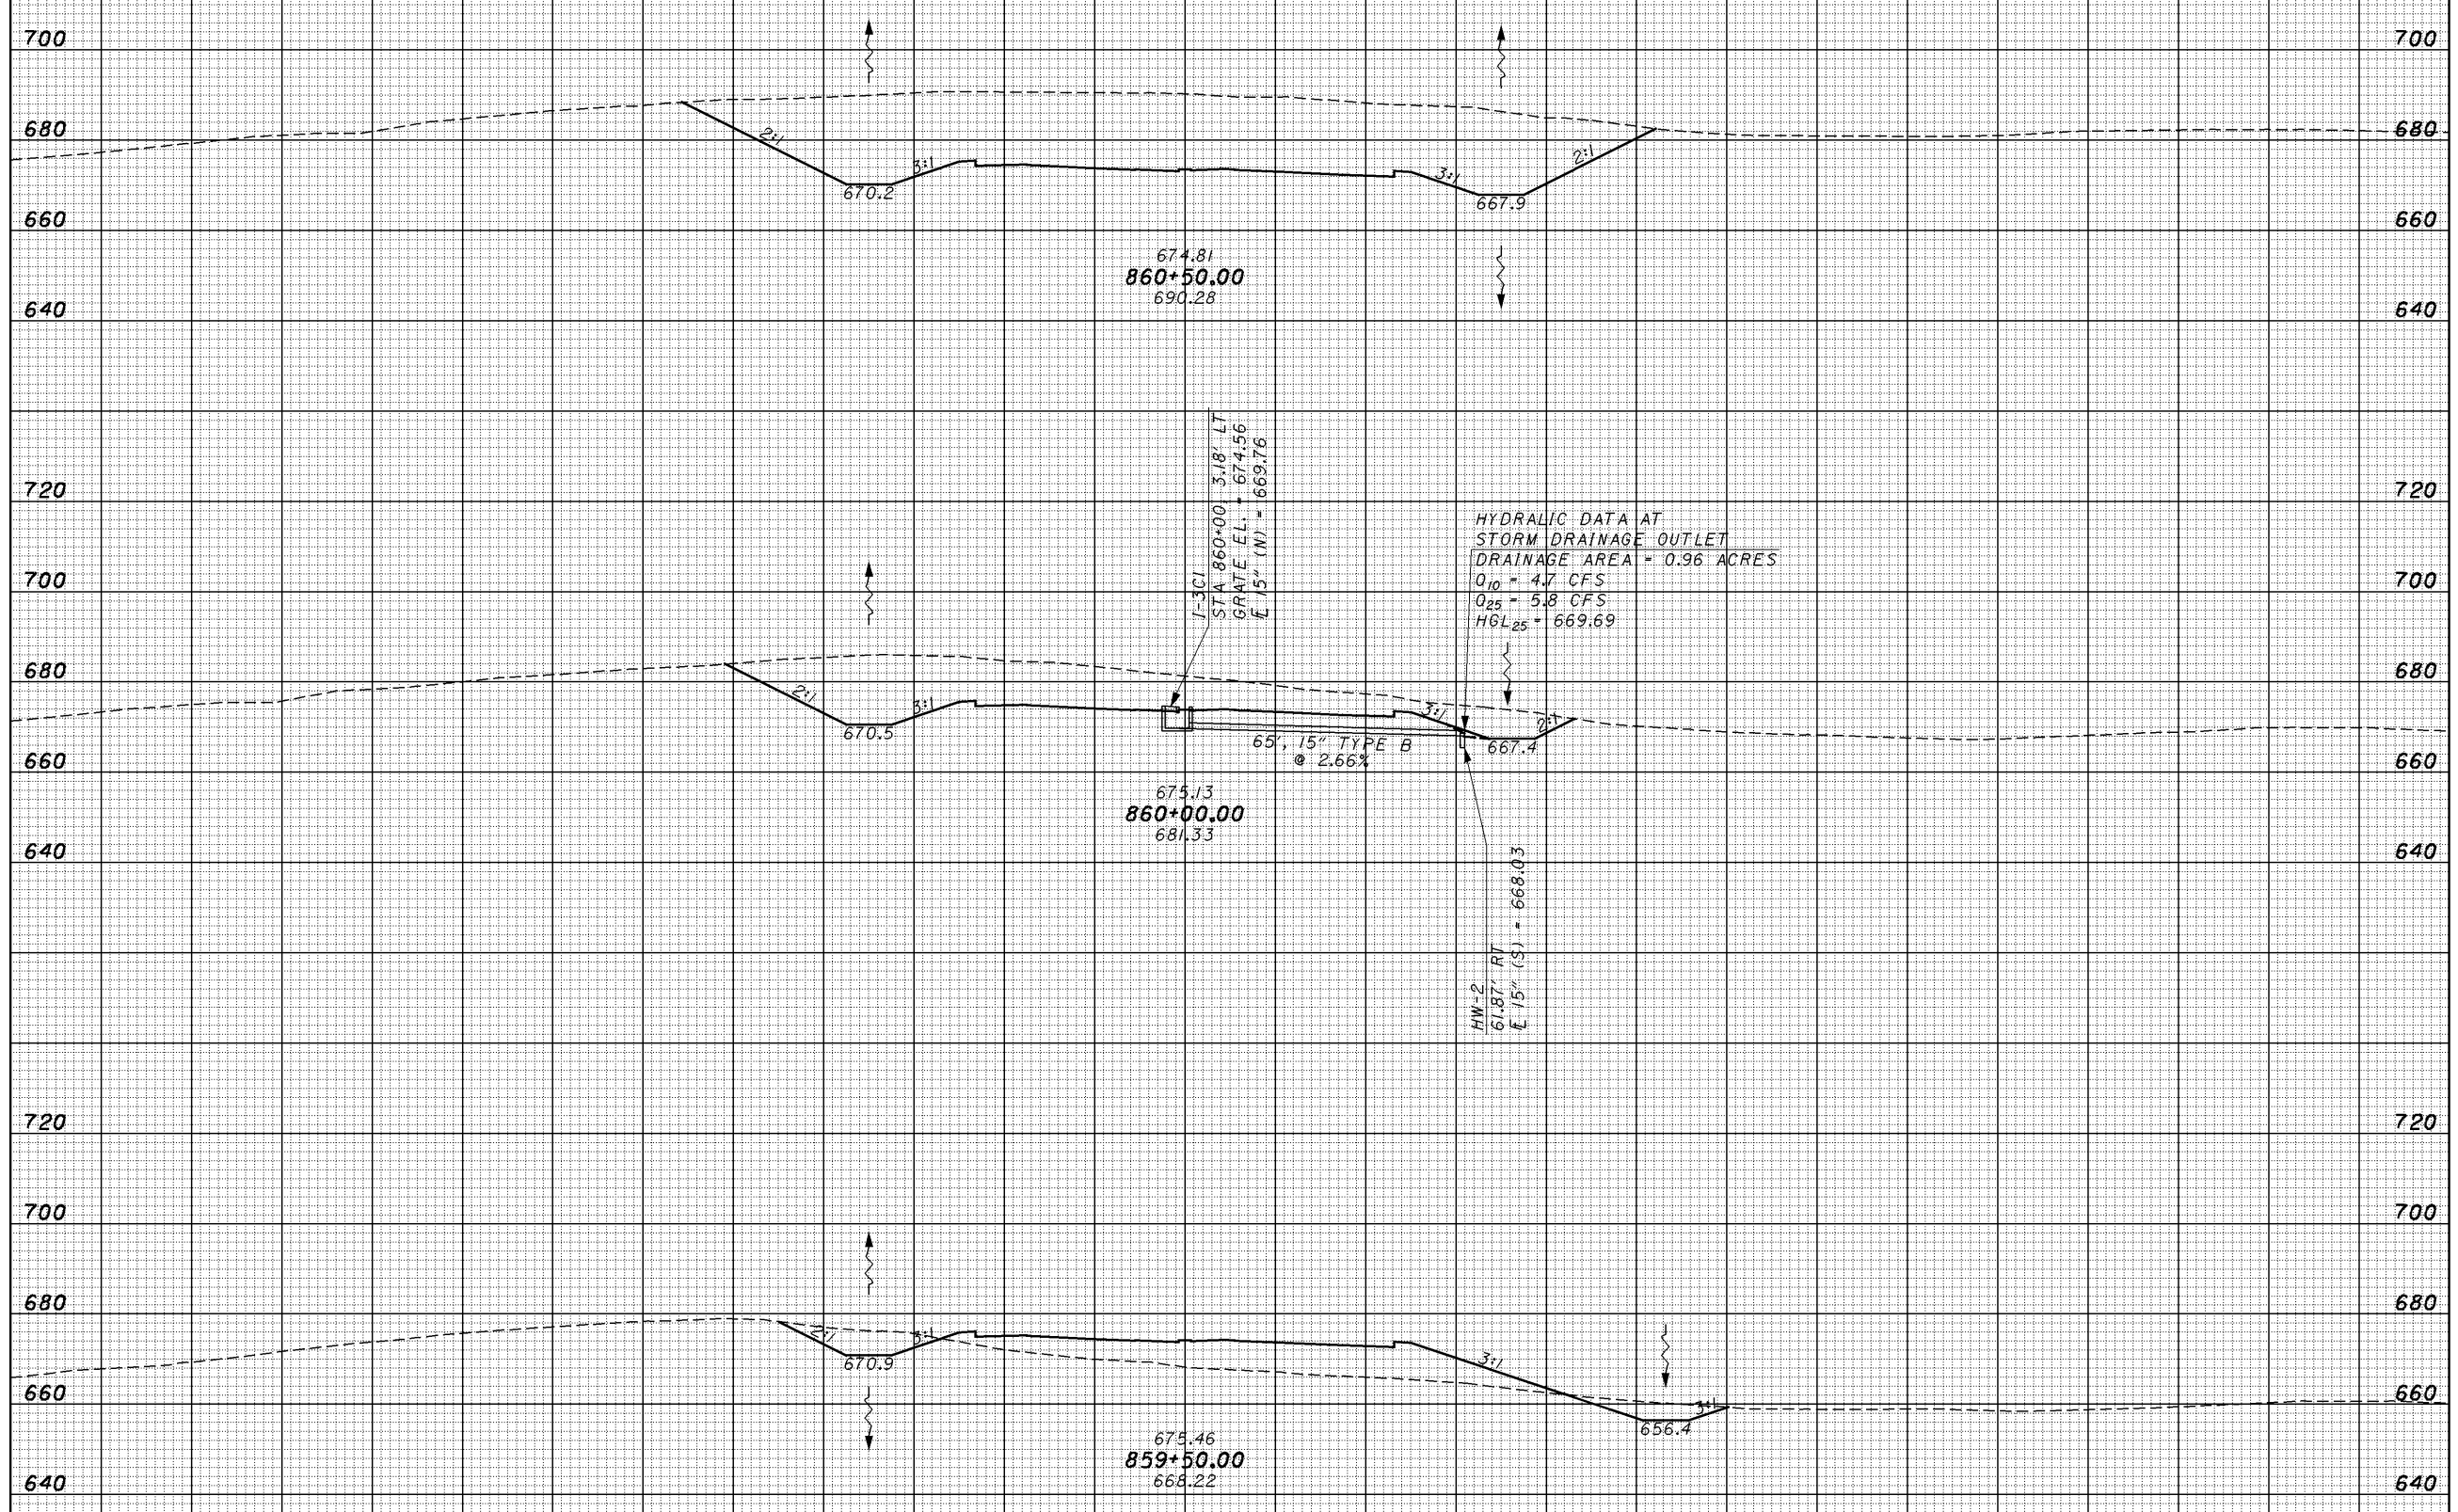 700 700
680 680
2:1 3:1 3:1 2:1
670.2 667.9
660 660
674.81
860+50.00
690.28
640 640
720 720
I-3C1
STA 860+00, 3.18' LT
GRATE EL. = 674.56
℄ 15" (N) = 669.76
HYDRALIC DATA AT
STORM DRAINAGE OUTLET
DRAINAGE AREA = 0.96 ACRES
Q10 = 4.7 CFS
Q25 = 5.8 CFS
HGL25 = 669.69
700 700
680 680
2:1 3:1 3:1 2:1
670.5 667.4
65', 15" TYPE B
@ 2.66%
660 660
675.13
860+00.00
681.33
640 640
HW-2
61.87' RT
℄ 15" (S) = 668.03
720 720
700 700
680 680
2:1 3:1 3:1 3:1
670.9 656.4
660 660
675.46
859+50.00
668.22
640 640